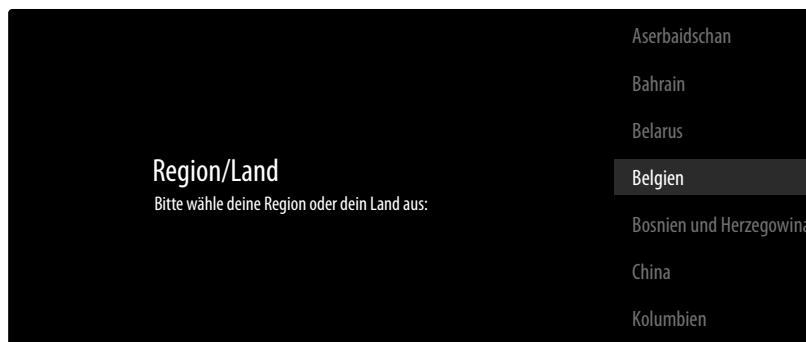 Region/Land
Bitte wähle deine Region oder dein Land aus:
Aserbaidschan
Bahrain
Belarus
Belgien
Bosnien und Herzegowina
China
Kolumbien